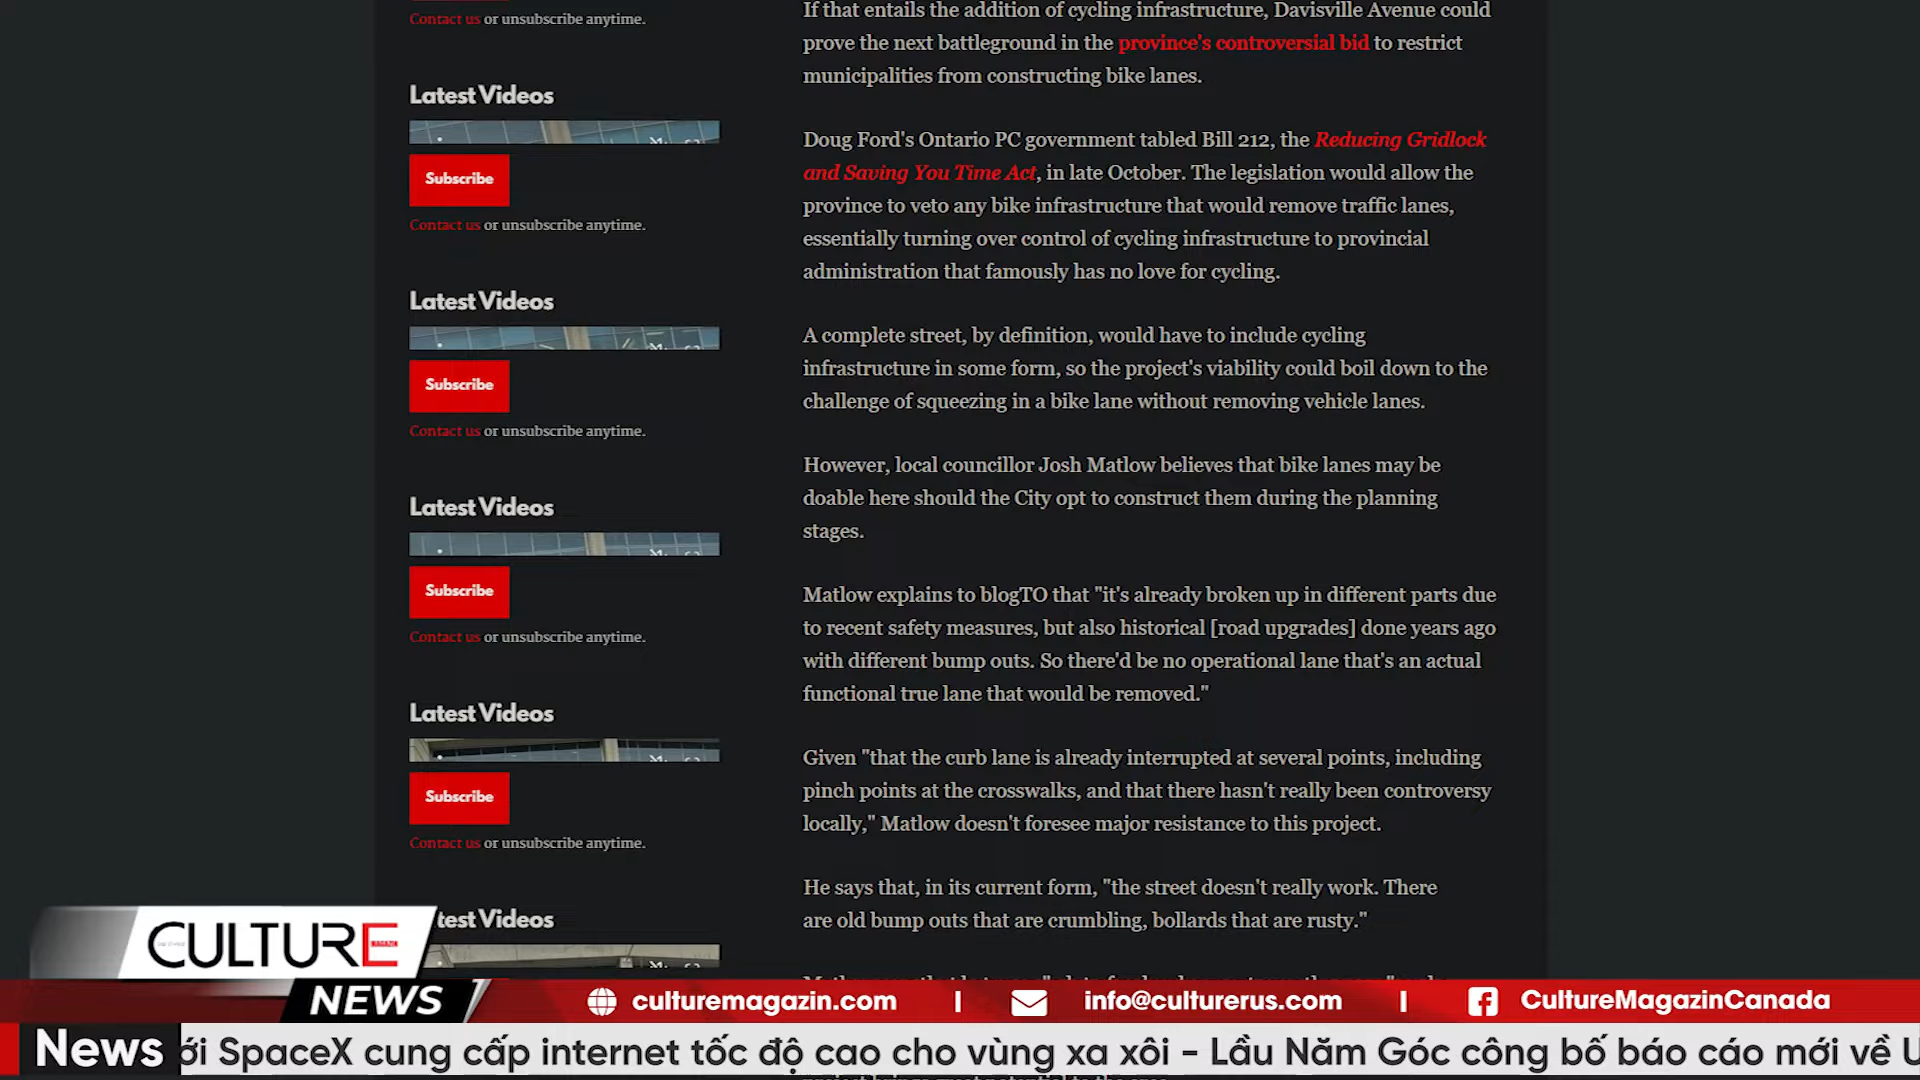 Contact us or unsubscribe anytime.
Latest Videos
Subscribe
Contact us or unsubscribe anytime.
Latest Videos
Subscribe
Contact us or unsubscribe anytime.
Latest Videos
Subscribe
Contact us or unsubscribe anytime.
Latest Videos
Subscribe
Contact us or unsubscribe anytime.
test Videos
If that entails the addition of cycling infrastructure, Davisville Avenue could
prove the next battleground in the province's controversial bid to restrict
municipalities from constructing bike lanes.
Doug Ford's Ontario PC government tabled Bill 212, the Reducing Gridlock
and Saving You Time Act, in late October. The legislation would allow the
province to veto any bike infrastructure that would remove traffic lanes,
essentially turning over control of cycling infrastructure to provincial
administration that famously has no love for cycling.
A complete street, by definition, would have to include cycling
infrastructure in some form, so the project's viability could boil down to the
challenge of squeezing in a bike lane without removing vehicle lanes.
However, local councillor Josh Matlow believes that bike lanes may be
doable here should the City opt to construct them during the planning
stages.
Matlow explains to blogTO that "it's already broken up in different parts due
to recent safety measures, but also historical [road upgrades] done years ago
with different bump outs. So there'd be no operational lane that's an actual
functional true lane that would be removed."
Given "that the curb lane is already interrupted at several points, including
pinch points at the crosswalks, and that there hasn't really been controversy
locally," Matlow doesn't foresee major resistance to this project.
He says that, in its current form, "the street doesn't really work. There
are old bump outs that are crumbling, bollards that are rusty."
CULTURE MAGAZIN
NEWS
culturemagazin.com | info@culturerus.com | CultureMagazinCanada
News
ới SpaceX cung cấp internet tốc độ cao cho vùng xa xôi - Lầu Năm Góc công bố báo cáo mới về U